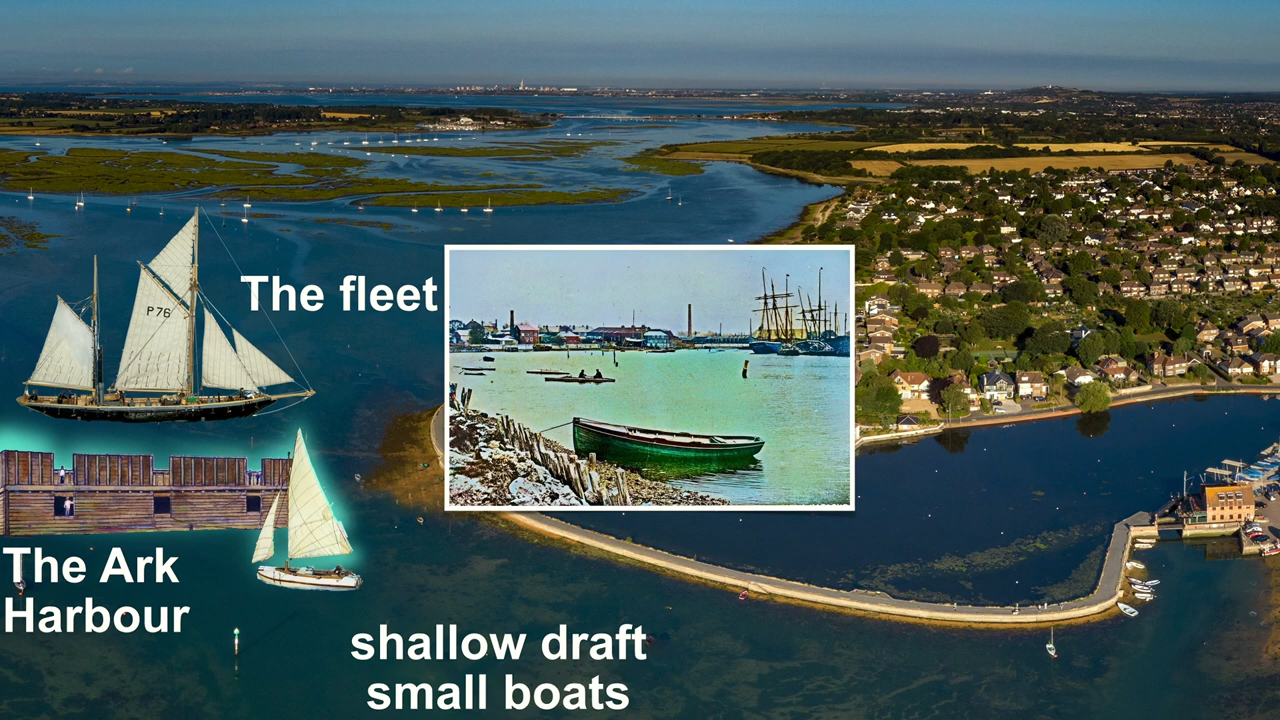 The fleet
P76
The Ark
Harbour
shallow draft
small boats